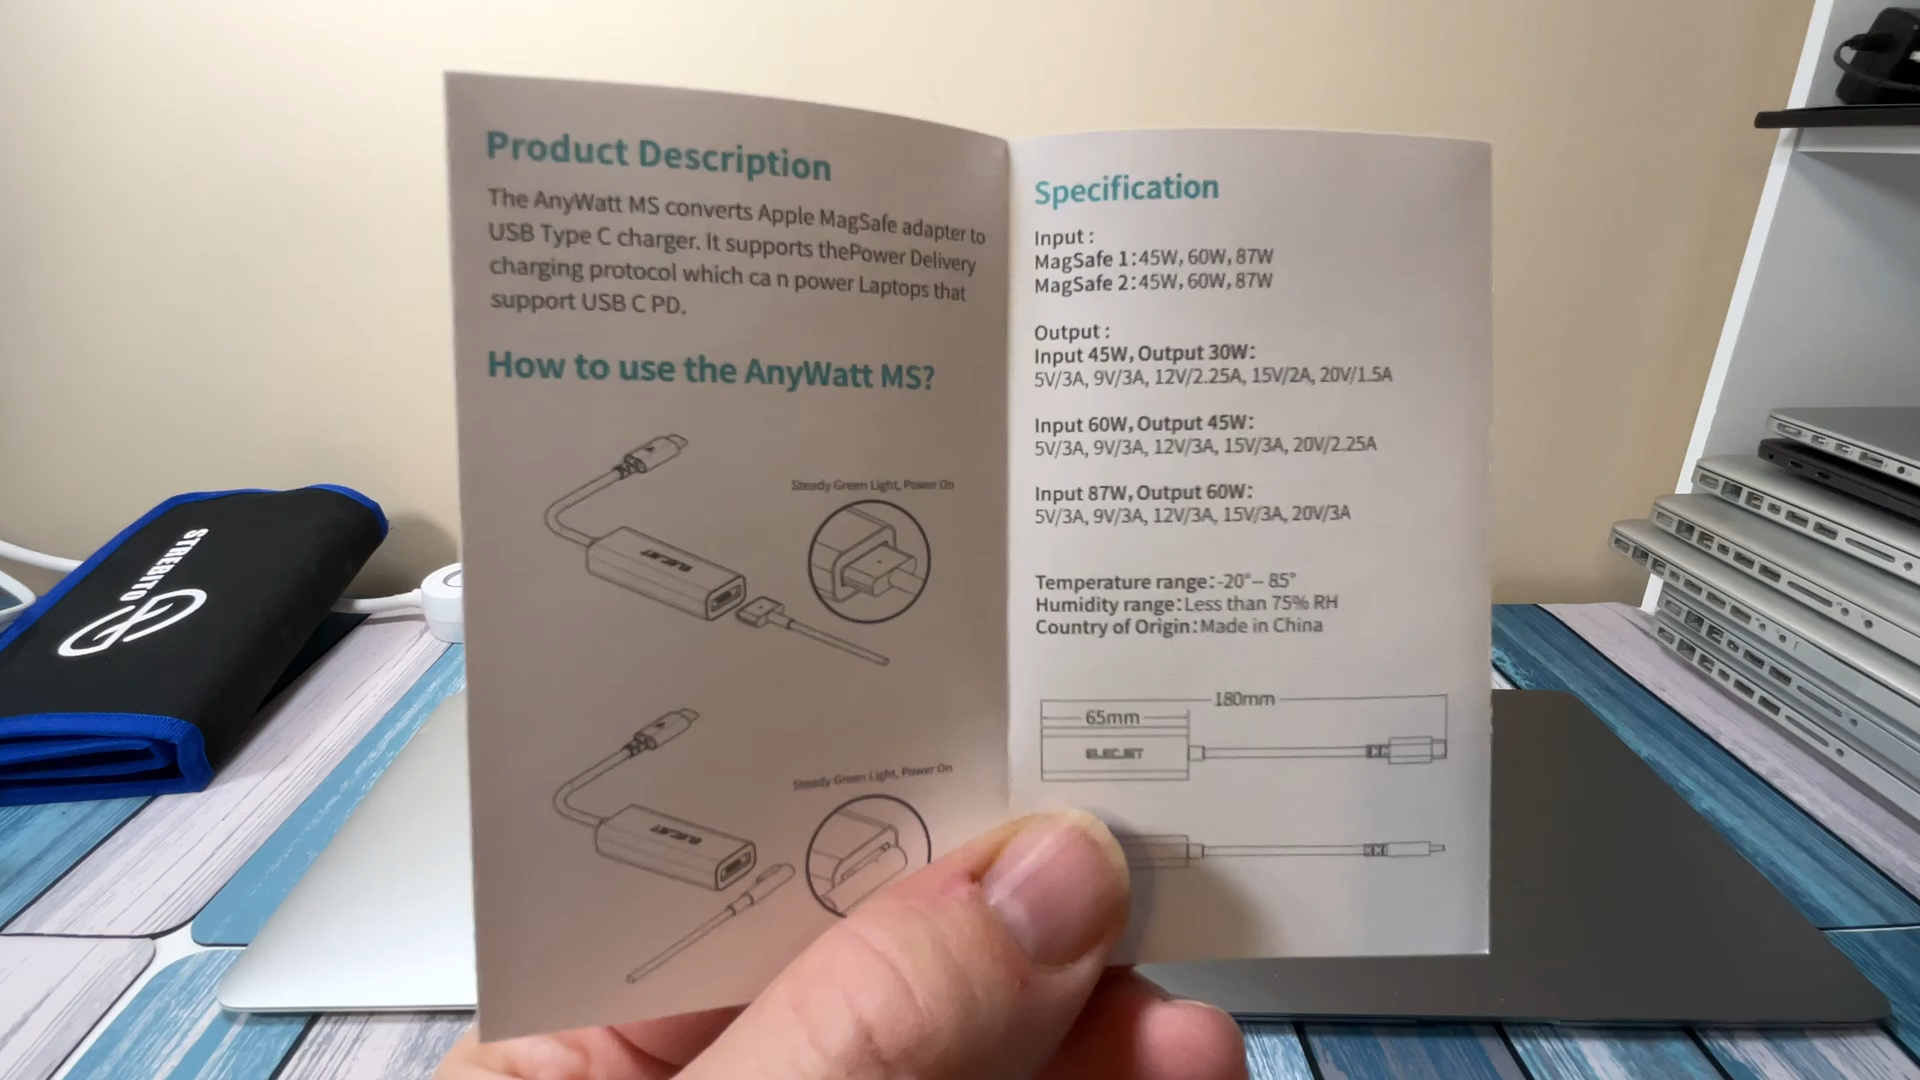 Product Description
The AnyWatt MS converts Apple MagSafe adapter to
USB Type C charger. It supports thePower Delivery
charging protocol which ca n power Laptops that
support USB C PD.
How to use the AnyWatt MS?
Steady Green Light, Power On
ELECJET
Steady Green Light, Power On
ELECJET
Specification
Input :
MagSafe 1:45W, 60W, 87W
MagSafe 2:45W, 60W, 87W
Output :
Input 45W, Output 30W:
5V/3A, 9V/3A, 12V/2.25A, 15V/2A, 20V/1.5A
Input 60W, Output 45W:
5V/3A, 9V/3A, 12V/3A, 15V/3A, 20V/2.25A
Input 87W, Output 60W:
5V/3A, 9V/3A, 12V/3A, 15V/3A, 20V/3A
Temperature range:-20°– 85°
Humidity range:Less than 75% RH
Country of Origin:Made in China
180mm
65mm
ELECJET
STREBITO